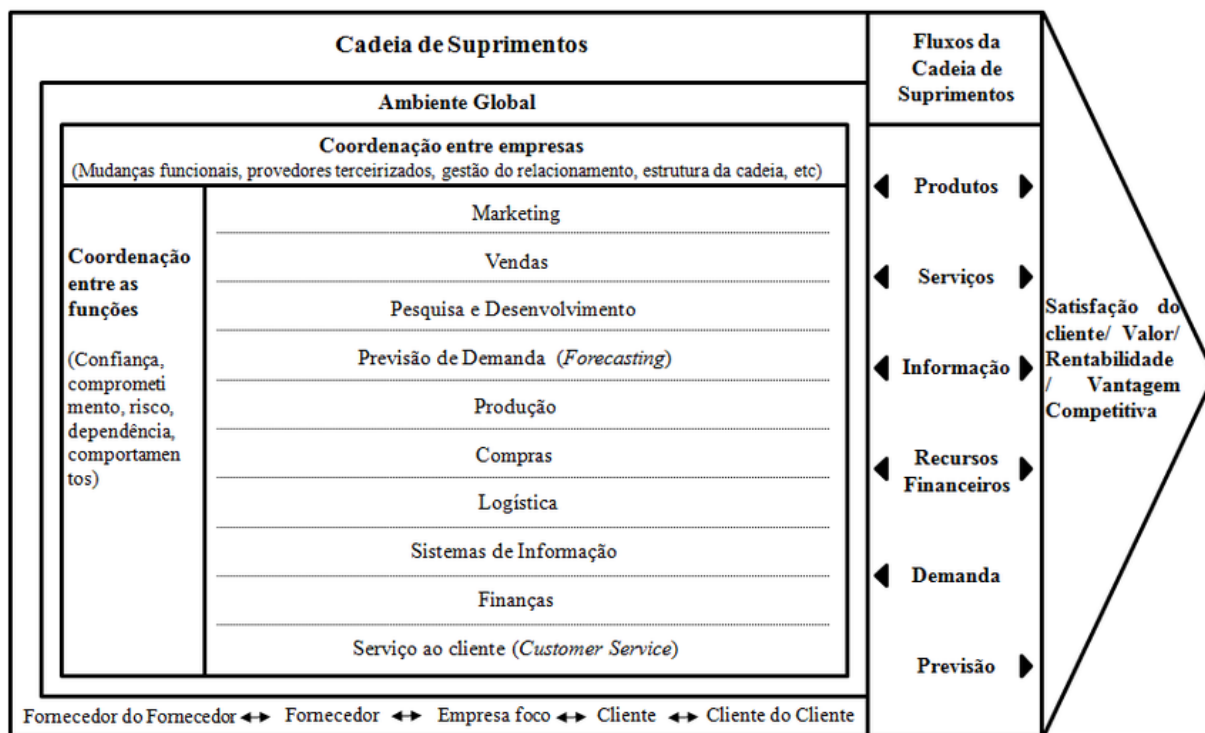 Cadeia de Suprimentos
Ambiente Global
Coordenação entre empresas
(Mudanças funcionais, provedores terceirizados, gestão do relacionamento, estrutura da cadeia, etc)
Coordenação
entre as
funções
(Confiança,
comprometi
mento, risco,
dependência,
comportamen
tos)
Marketing
Vendas
Pesquisa e Desenvolvimento
Previsão de Demanda (Forecasting)
Produção
Compras
Logística
Sistemas de Informação
Finanças
Serviço ao cliente (Customer Service)
Fornecedor do Fornecedor ↔ Fornecedor ↔ Empresa foco ↔ Cliente ↔ Cliente do Cliente
Fluxos da
Cadeia de
Suprimentos
Produtos
Serviços
Informação
Recursos
Financeiros
Demanda
Previsão
Satisfação do
cliente/ Valor/
Rentabilidade
/ Vantagem
Competitiva